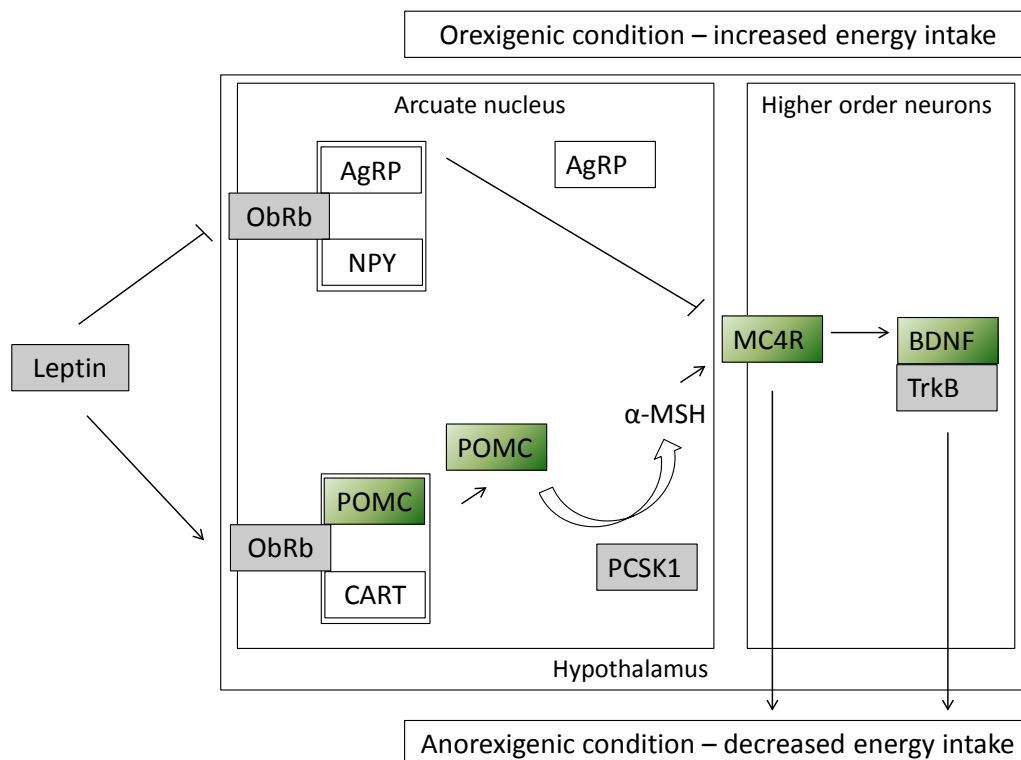 Orexigenic condition – increased energy intake
Arcuate nucleus
Higher order neurons
AgRP
AgRP
ObRb
NPY
MC4R
BDNF
Leptin
TrkB
α-MSH
POMC
POMC
ObRb
PCSK1
CART
Hypothalamus
Anorexigenic condition – decreased energy intake